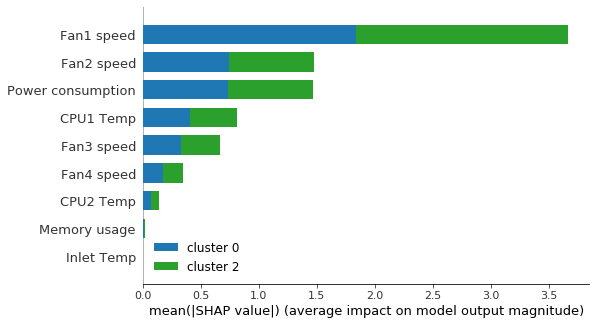 Fan1 speed
Fan2 speed
Power consumption
CPU1 Temp
Fan3 speed
Fan4 speed
CPU2 Temp
Memory usage
Inlet Temp
cluster 0
cluster 2
0.0 0.5 1.0 1.5 2.0 2.5 3.0 3.5
mean(|SHAP value|) (average impact on model output magnitude)